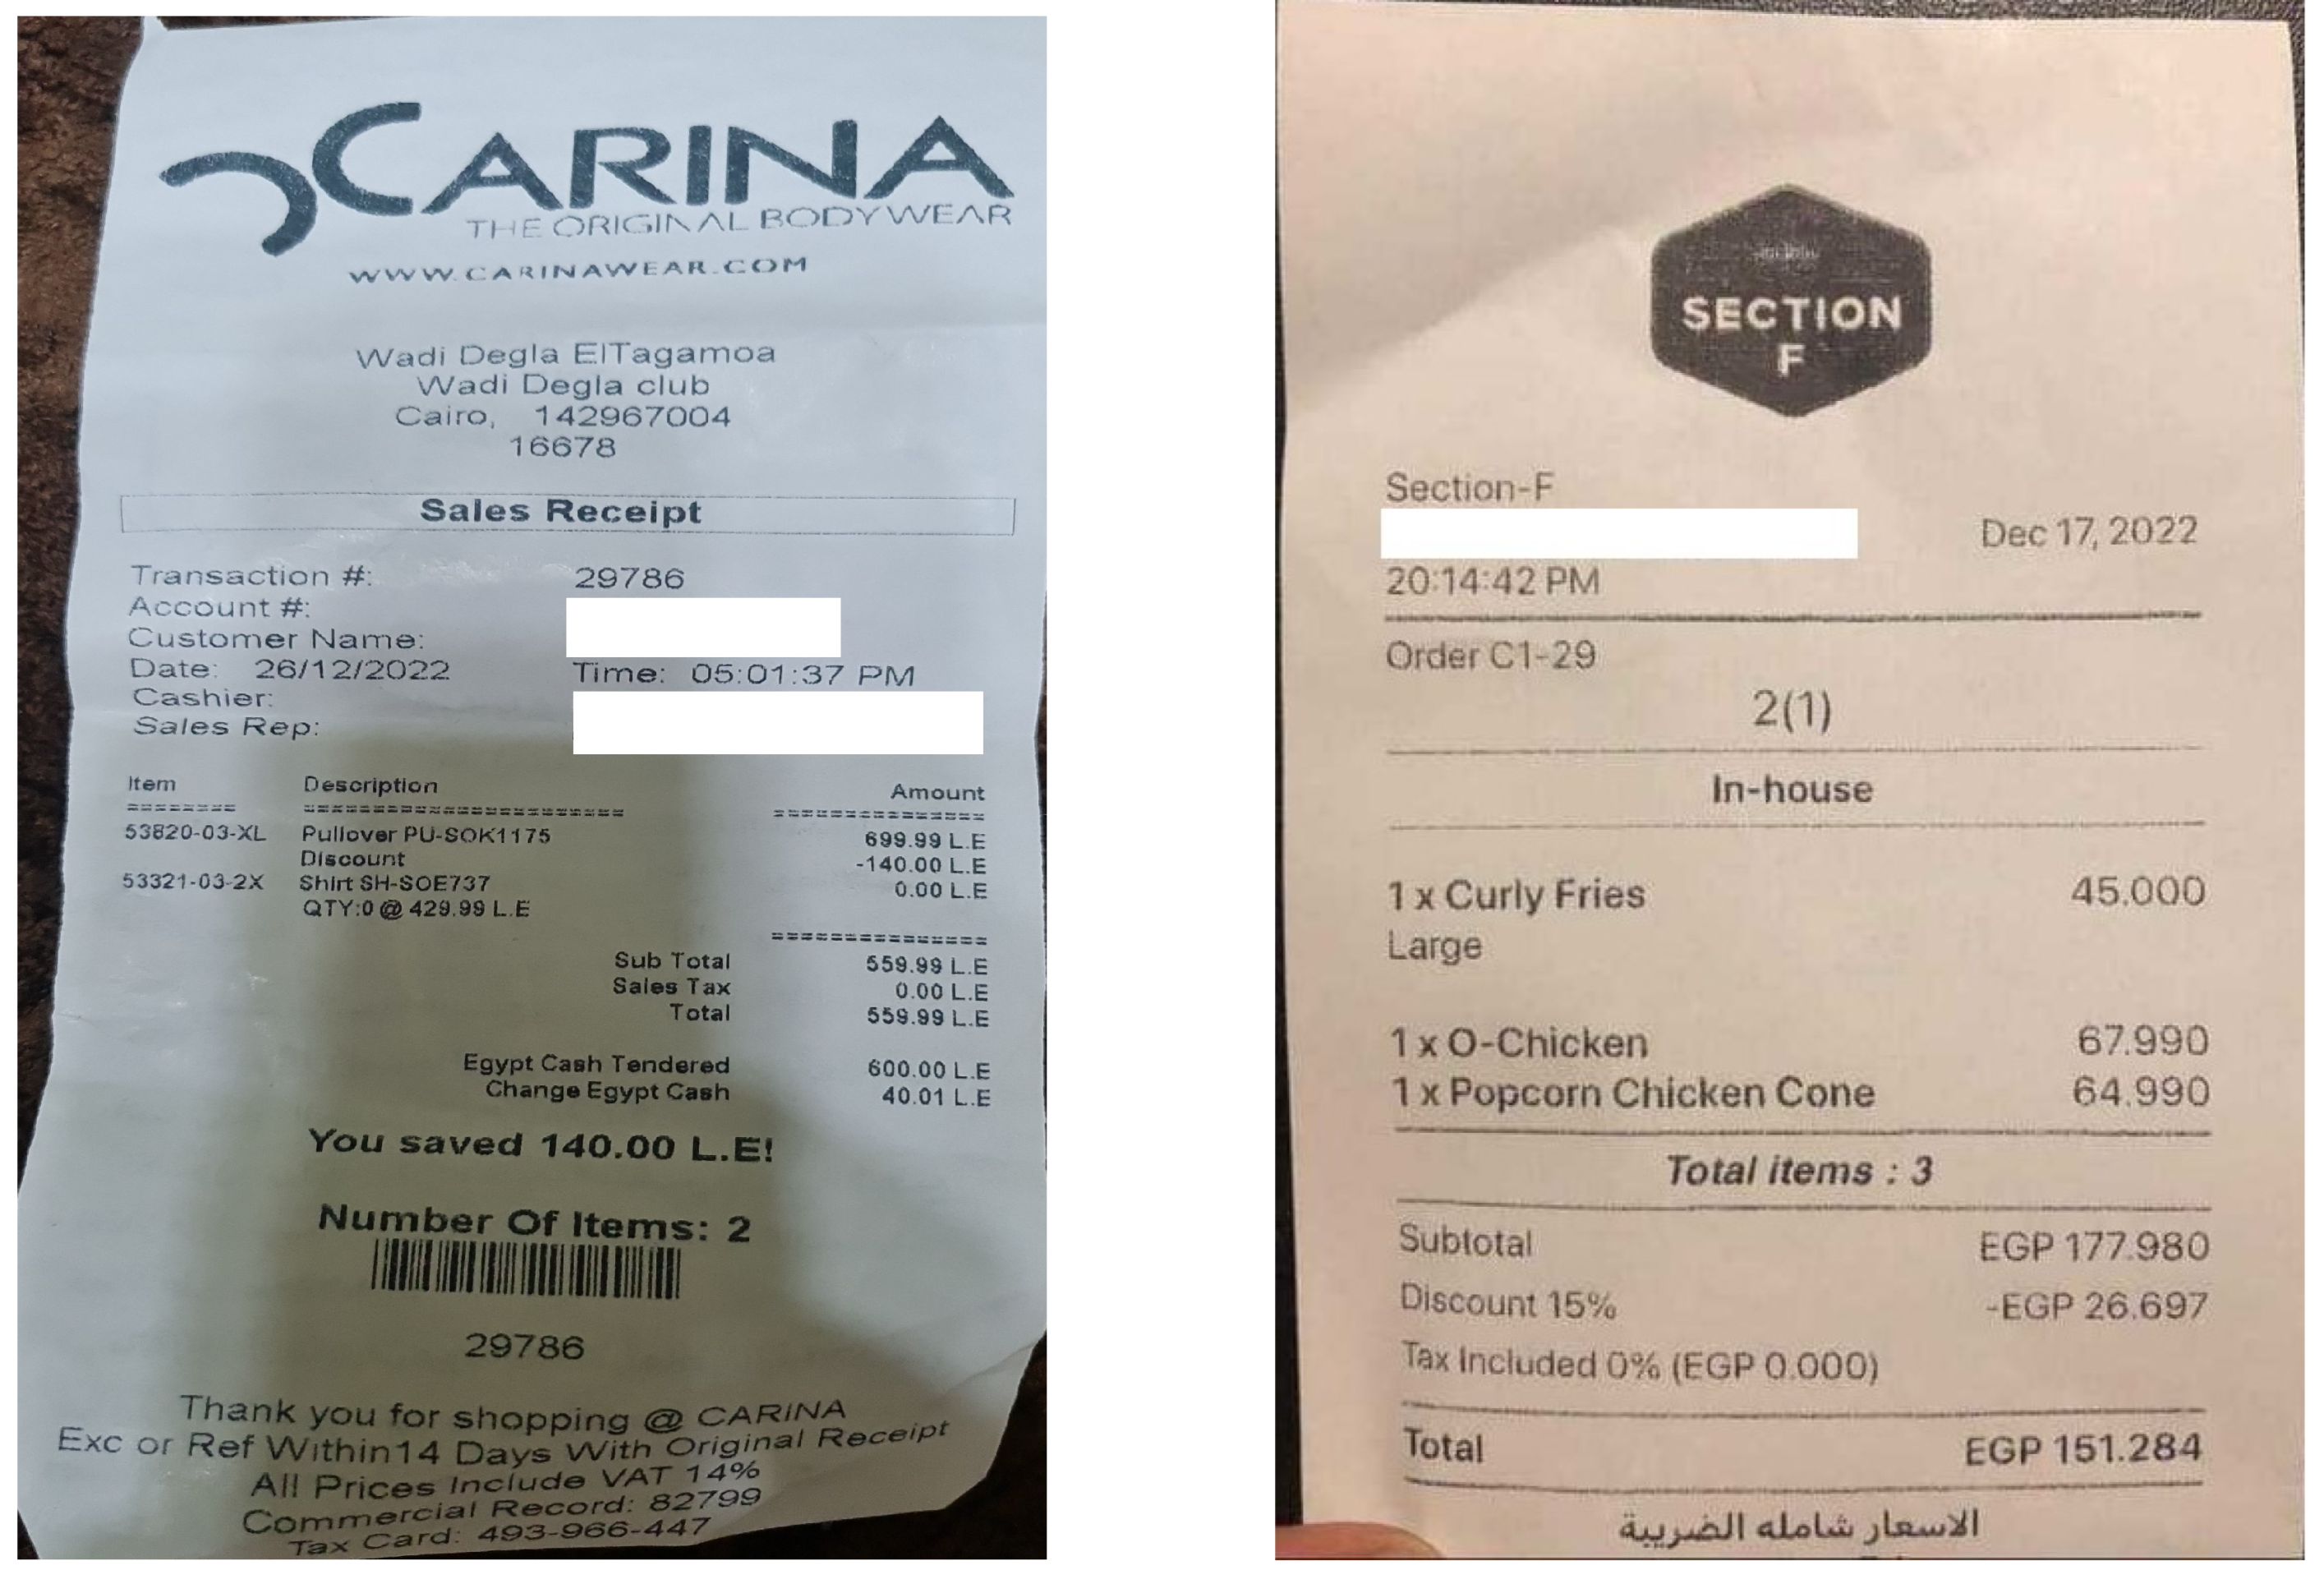 CARINA
THE ORIGINAL BODYWEAR
WWW.CARINAWEAR.COM
Wadi Degla ElTagamoa
Wadi Degla club
Cairo, 142967004
16678
Sales Receipt
Transaction #: 29786
Account #:
Customer Name:
Date: 26/12/2022 Time: 05:01:37 PM
Cashier:
Sales Rep:
Item Description Amount
======== ====================== ===============
53820-03-XL Pullover PU-SOK1175 699.99 L.E
Discount -140.00 L.E
53321-03-2X Shirt SH-SOE737 0.00 L.E
QTY:0 @ 429.99 L.E
===============
Sub Total 559.99 L.E
Sales Tax 0.00 L.E
Total 559.99 L.E
Egypt Cash Tendered 600.00 L.E
Change Egypt Cash 40.01 L.E
You saved 140.00 L.E!
Number Of Items: 2
29786
Thank you for shopping @ CARINA
Exc or Ref Within14 Days With Original Receipt
All Prices Include VAT 14%
Commercial Record: 82799
Tax Card: 493-966-447
SECTION
F
Section-F
Dec 17, 2022
20:14:42 PM
Order C1-29
2(1)
In-house
1 x Curly Fries 45.000
Large
1 x O-Chicken 67.990
1 x Popcorn Chicken Cone 64.990
Total items : 3
Subtotal EGP 177.980
Discount 15% -EGP 26.697
Tax Included 0% (EGP 0.000)
Total EGP 151.284
الاسعار شامله الضريبة